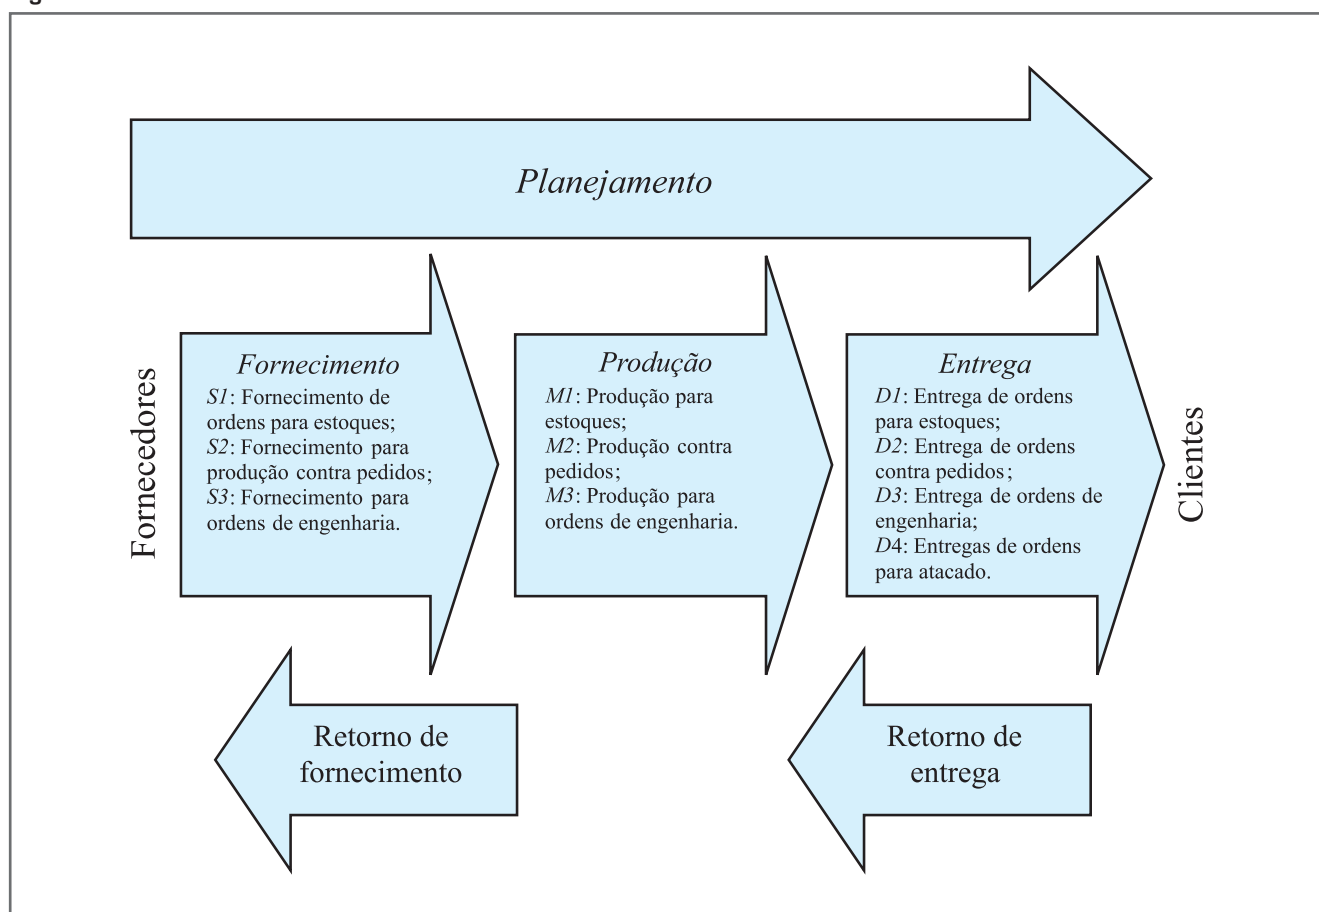 Planejamento
Fornecedores
Fornecimento
S1: Fornecimento de
ordens para estoques;
S2: Fornecimento para
produção contra pedidos;
S3: Fornecimento para
ordens de engenharia.
Produção
M1: Produção para
estoques;
M2: Produção contra
pedidos;
M3: Produção para
ordens de engenharia.
Entrega
D1: Entrega de ordens
para estoques;
D2: Entrega de ordens
contra pedidos;
D3: Entrega de ordens de
engenharia;
D4: Entregas de ordens
para atacado.
Clientes
Retorno de
fornecimento
Retorno de
entrega